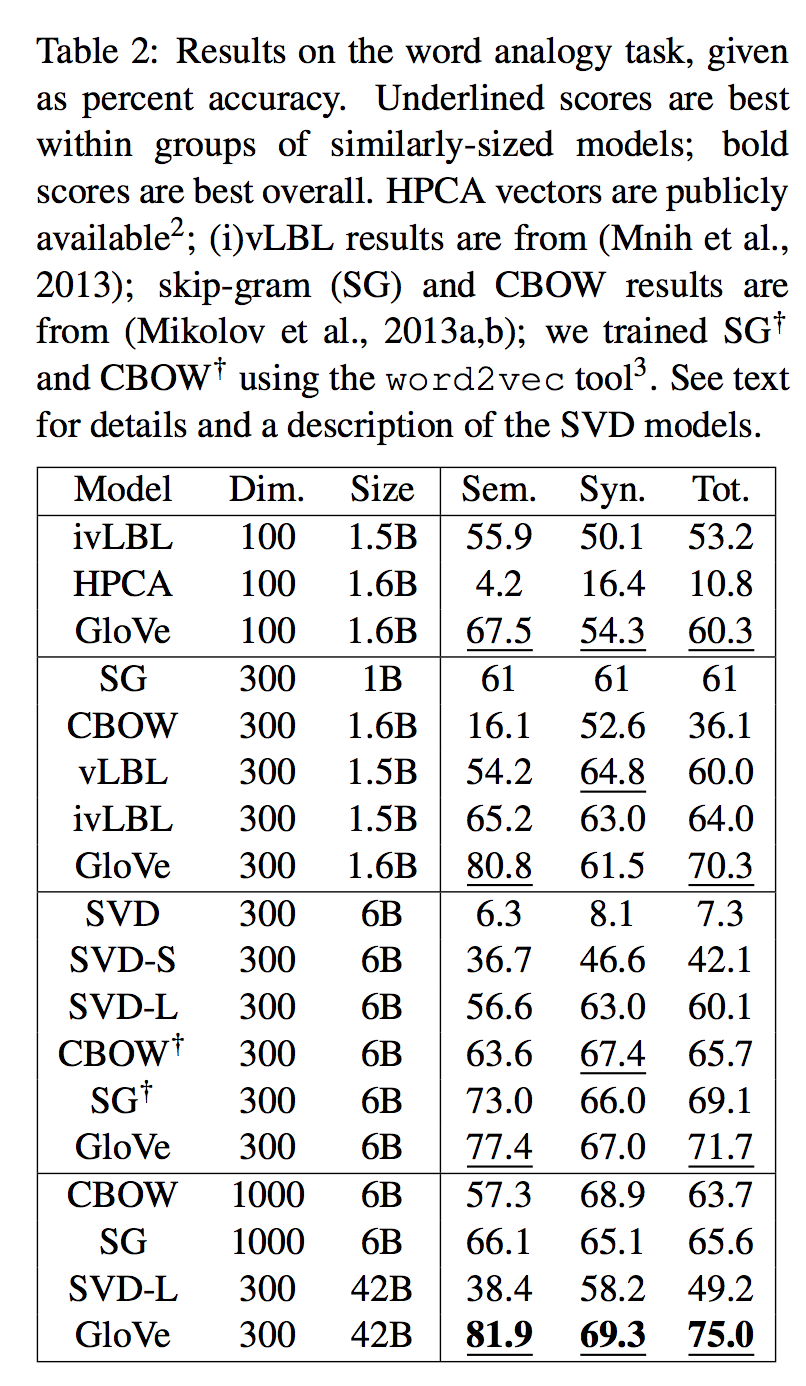 Table 2: Results on the word analogy task, given
as percent accuracy. Underlined scores are best
within groups of similarly-sized models; bold
scores are best overall. HPCA vectors are publicly
available²; (i)vLBL results are from (Mnih et al.,
2013); skip-gram (SG) and CBOW results are
from (Mikolov et al., 2013a,b); we trained SG†
and CBOW† using the word2vec tool³. See text
for details and a description of the SVD models.
Model Dim. Size Sem. Syn. Tot.
ivLBL 100 1.5B 55.9 50.1 53.2
HPCA 100 1.6B 4.2 16.4 10.8
GloVe 100 1.6B 67.5 54.3 60.3
SG 300 1B 61 61 61
CBOW 300 1.6B 16.1 52.6 36.1
vLBL 300 1.5B 54.2 64.8 60.0
ivLBL 300 1.5B 65.2 63.0 64.0
GloVe 300 1.6B 80.8 61.5 70.3
SVD 300 6B 6.3 8.1 7.3
SVD-S 300 6B 36.7 46.6 42.1
SVD-L 300 6B 56.6 63.0 60.1
CBOW† 300 6B 63.6 67.4 65.7
SG† 300 6B 73.0 66.0 69.1
GloVe 300 6B 77.4 67.0 71.7
CBOW 1000 6B 57.3 68.9 63.7
SG 1000 6B 66.1 65.1 65.6
SVD-L 300 42B 38.4 58.2 49.2
GloVe 300 42B 81.9 69.3 75.0